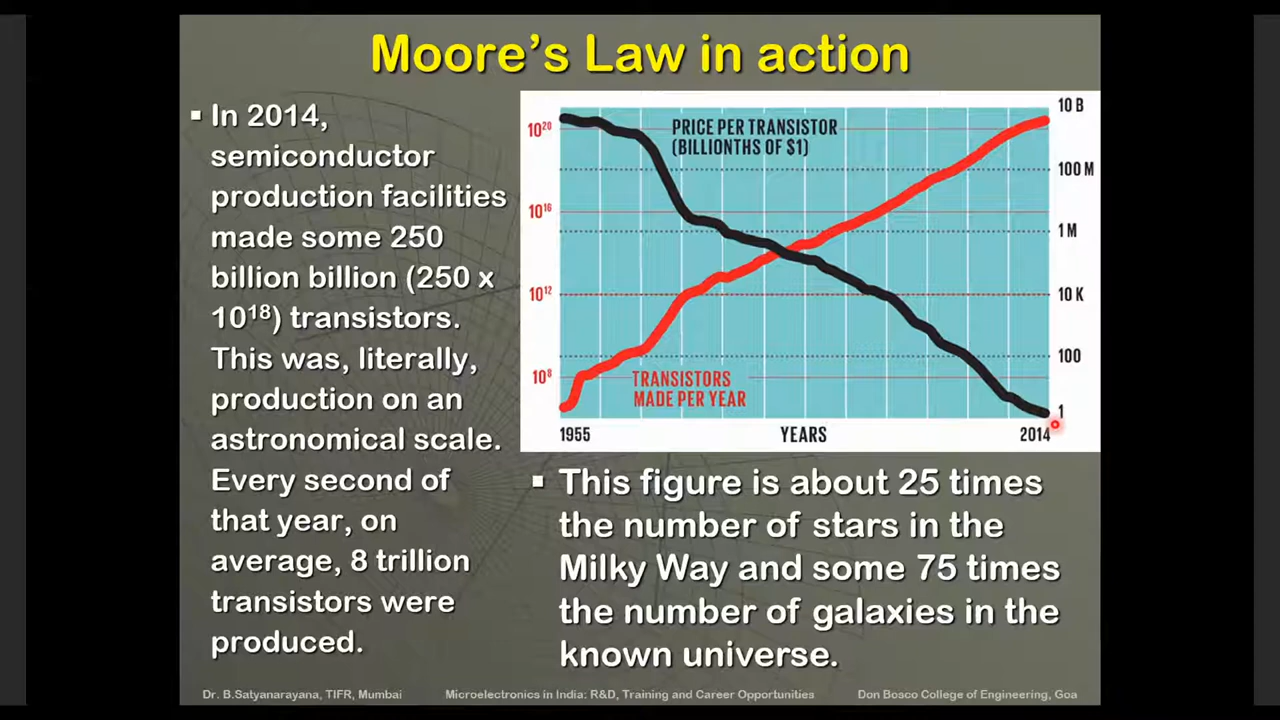 Moore's Law in action
▪ In 2014,
semiconductor
production facilities
made some 250
billion billion (250 x
10¹⁸) transistors.
This was, literally,
production on an
astronomical scale.
Every second of
that year, on
average, 8 trillion
transistors were
produced.
PRICE PER TRANSISTOR
(BILLIONTHS OF $1)
10²⁰
10¹⁶
10¹²
10⁸
10 B
100 M
1 M
10 K
100
1
TRANSISTORS
MADE PER YEAR
1955 YEARS 2014
▪ This figure is about 25 times
the number of stars in the
Milky Way and some 75 times
the number of galaxies in the
known universe.
Dr. B.Satyanarayana, TIFR, Mumbai Microelectronics in India: R&D, Training and Career Opportunities Don Bosco College of Engineering, Goa